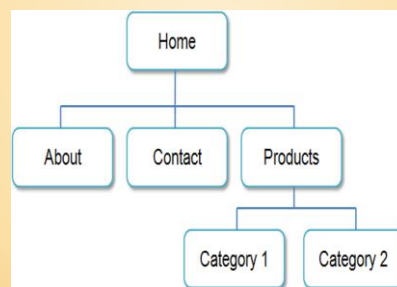 Home
About
Contact
Products
Category 1
Category 2